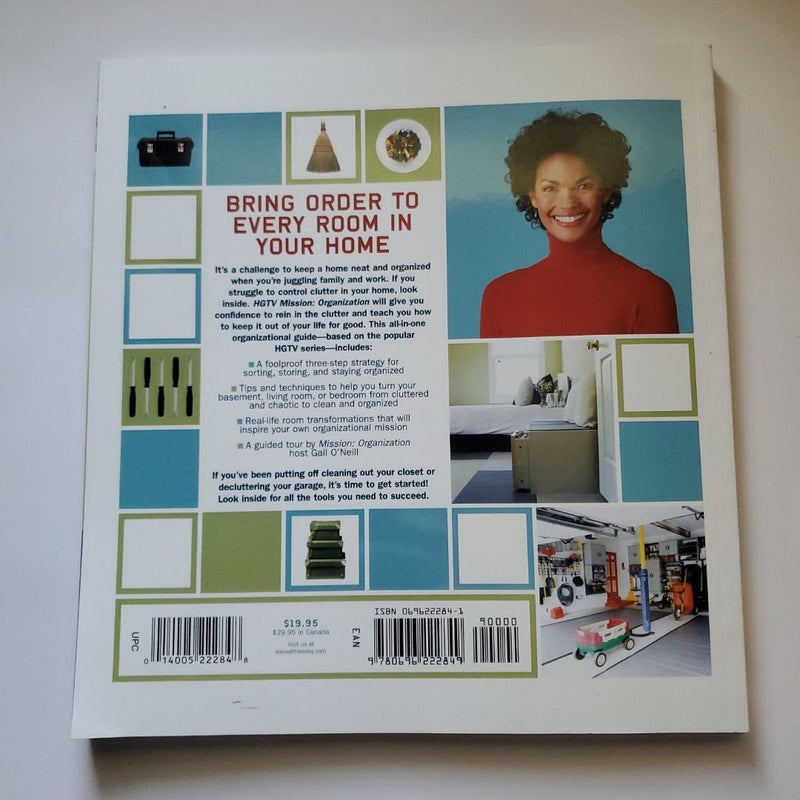 BRING ORDER TO
EVERY ROOM IN
YOUR HOME
It's a challenge to keep a home neat and organized
when you're juggling family and work. If you
struggle to control clutter in your home, look
inside. HGTV Mission: Organization will give you
confidence to rein in the clutter and teach you how
to keep it out of your life for good. This all-in-one
organizational guide—based on the popular
HGTV series—includes:
A foolproof three-step strategy for
sorting, storing, and staying organized
Tips and techniques to help you turn your
basement, living room, or bedroom from cluttered
and chaotic to clean and organized
Real-life room transformations that will
inspire your own organizational mission
A guided tour by Mission: Organization
host Gail O'Neill
If you've been putting off cleaning out your closet or
decluttering your garage, it's time to get started!
Look inside for all the tools you need to succeed.
UPC
0 14005 22284 8
$19.95
$29.95 in Canada
Visit us at
meredithbooks.com
EAN
ISBN 069622284-1
90000
9 780696 222849